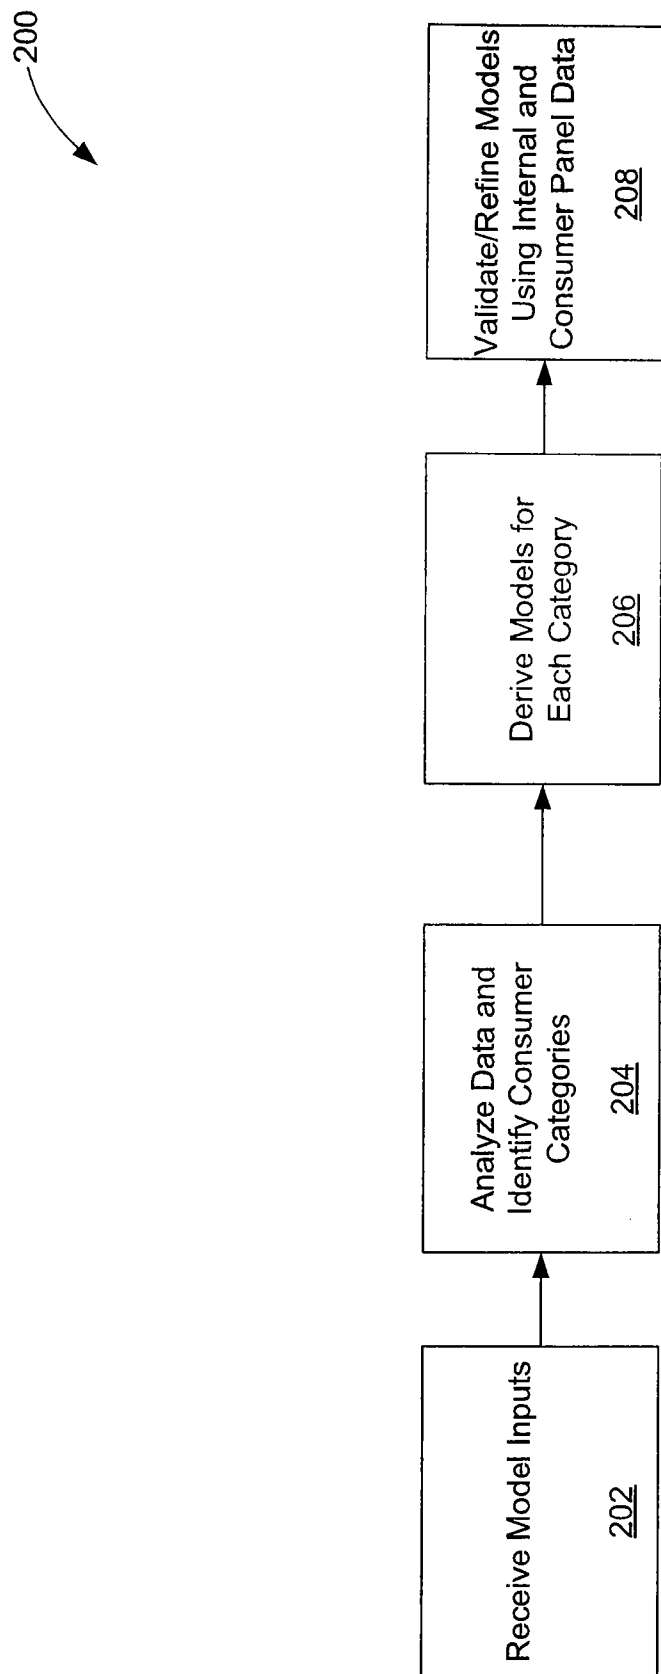 200
Receive Model Inputs
202
Analyze Data and
Identify Consumer
Categories
204
Derive Models for
Each Category
206
Validate/Refine Models
Using Internal and
Consumer Panel Data
208